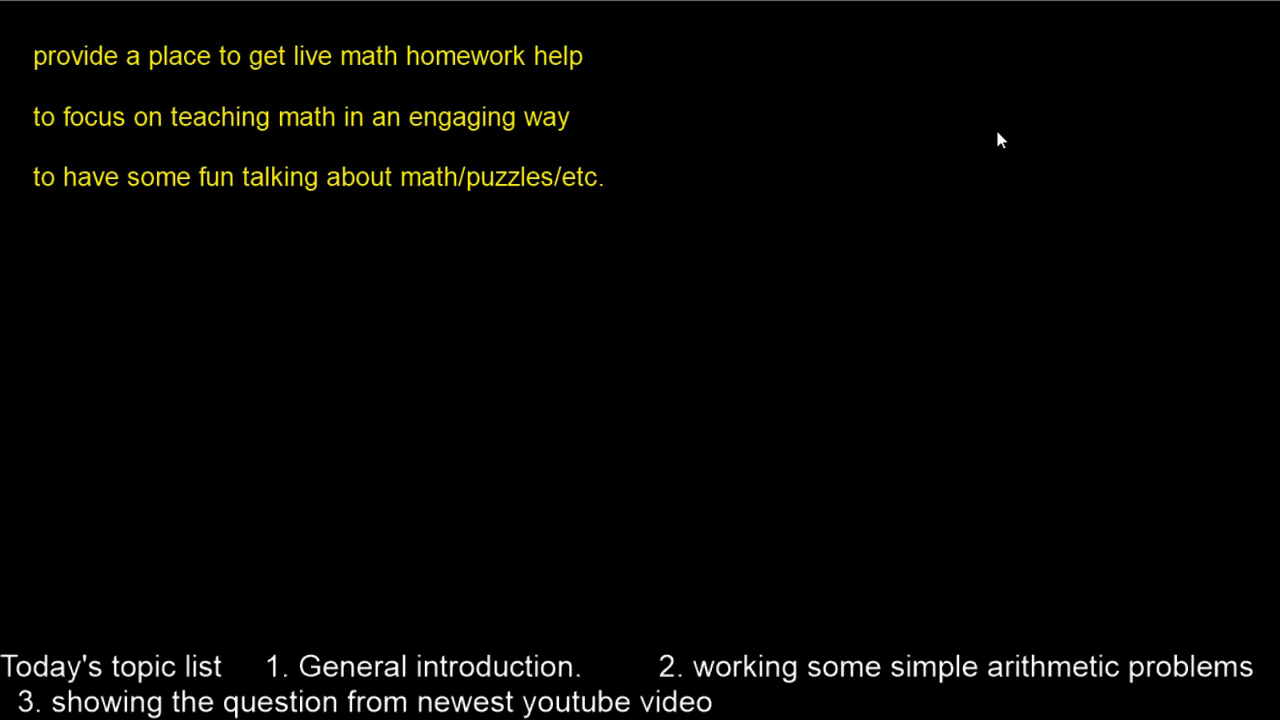 provide a place to get live math homework help
to focus on teaching math in an engaging way
to have some fun talking about math/puzzles/etc.
Today's topic list 1. General introduction. 2. working some simple arithmetic problems
3. showing the question from newest youtube video